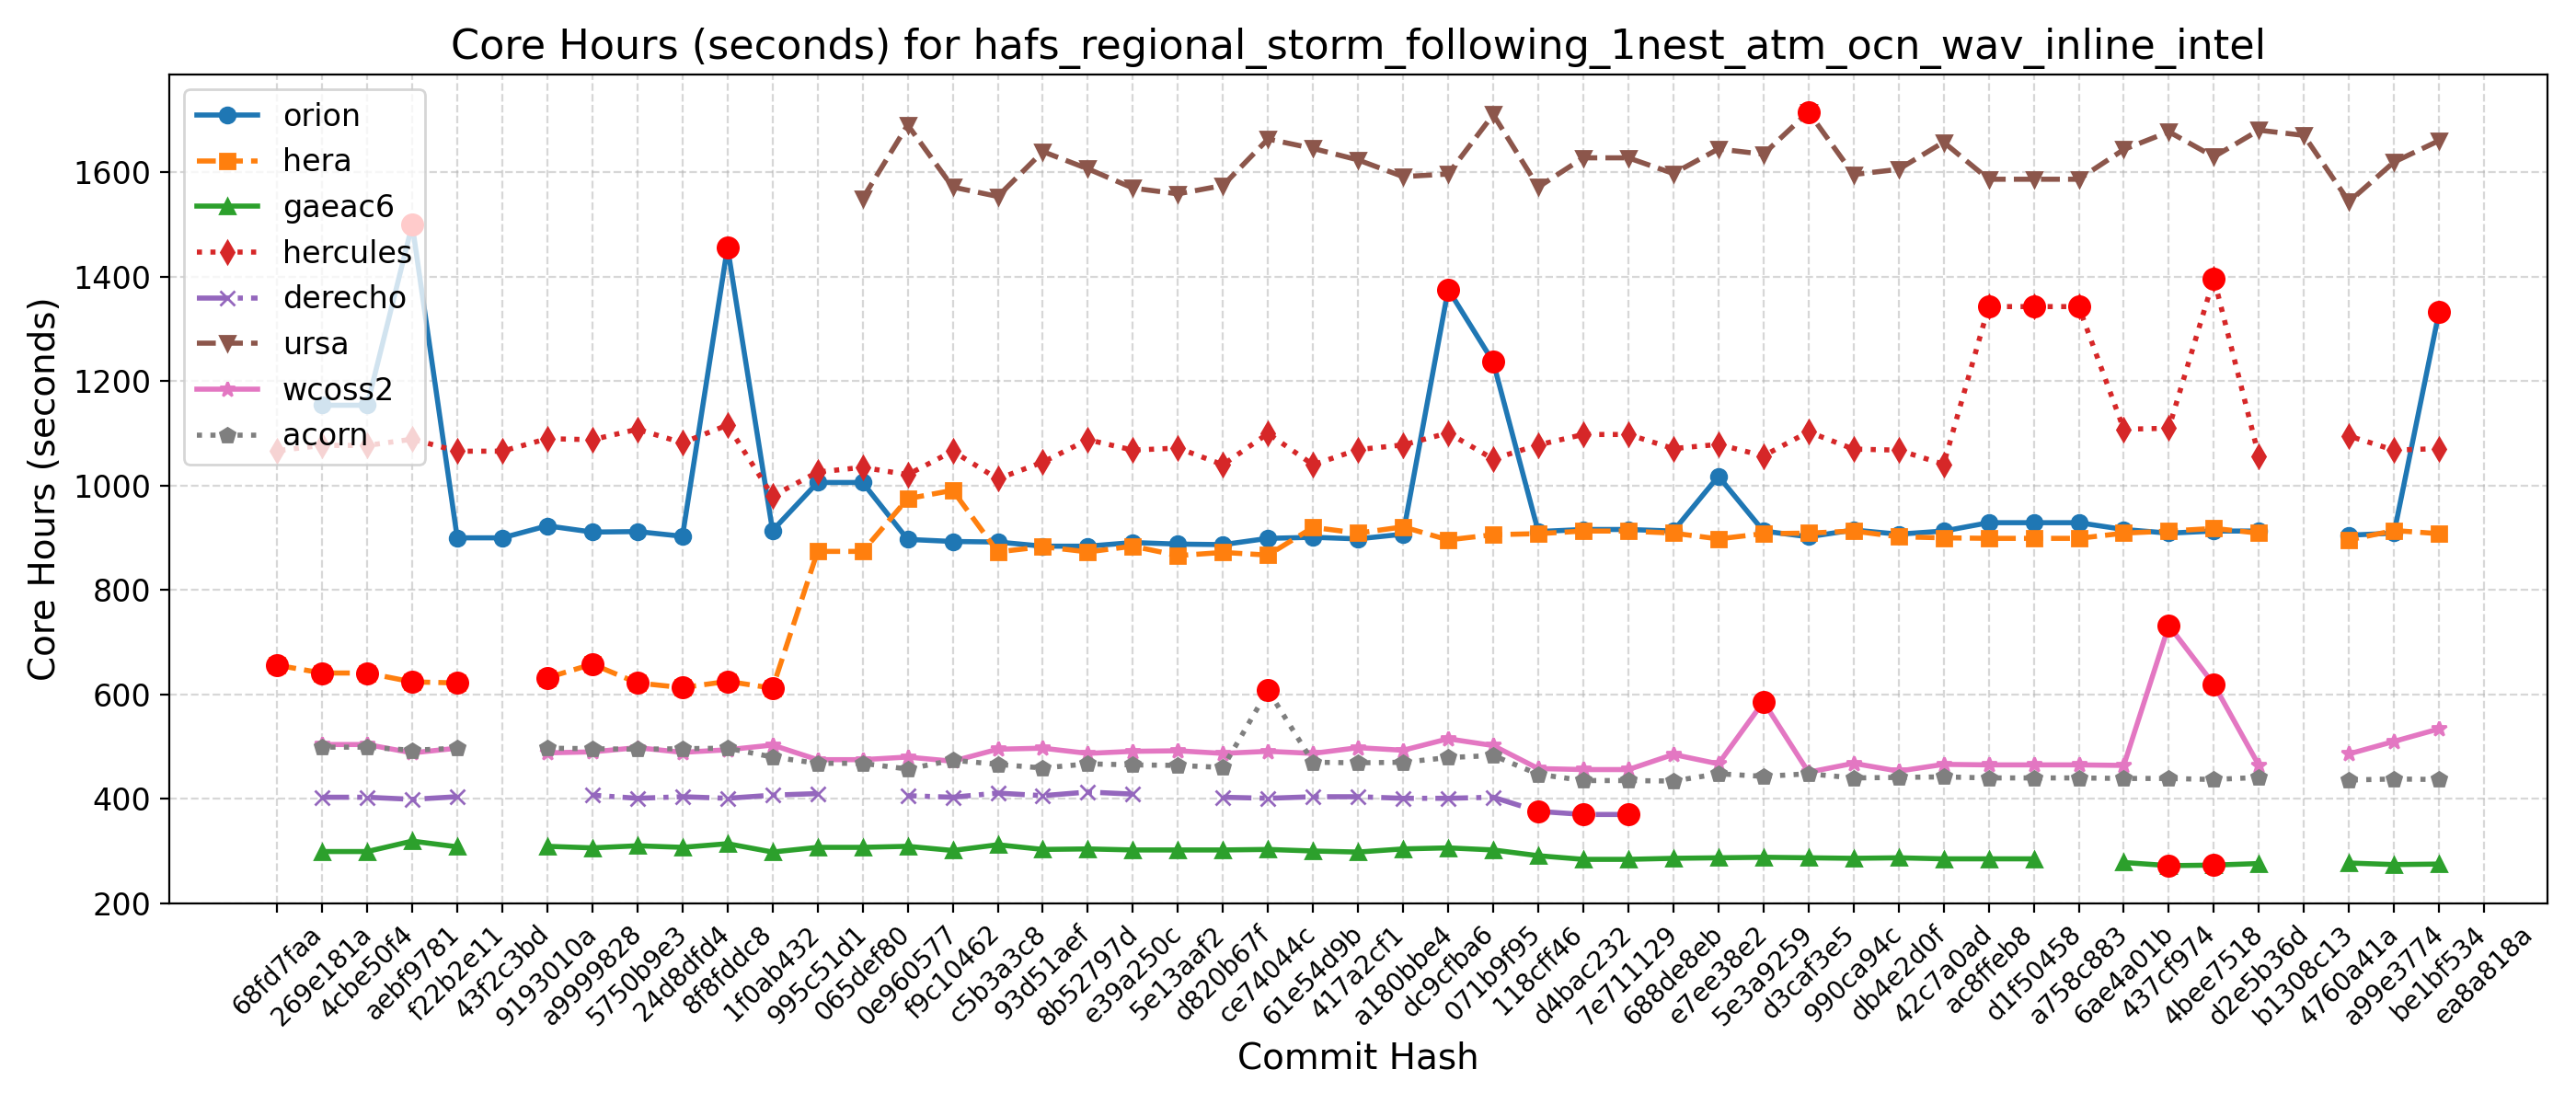 Core Hours (seconds) for hafs_regional_storm_following_1nest_atm_ocn_wav_inline_intel
orion
hera
gaeac6
hercules
derecho
ursa
wcoss2
acorn
Core Hours (seconds)
1600
1400
1200
1000
800
600
400
200
68fd7faa
269e181a
4cbe50f4
aebf9781
f22b2e11
43f2c3bd
9193010a
a9999828
5750b9e3
24d8dfd4
8f8fddc8
1f0ab432
995c51d1
065def80
0e960577
f9c10462
c5b3a3c8
93d51aef
8b52797d
e39a250c
5e13aaf2
d820b67f
ce74044c
61e54d9b
417a2cf1
a180bbe4
dc9cfba6
071b9f95
118cff46
d4bac232
7e711129
688de8eb
e7ee38e2
5e3a9259
d3caf3e5
990ca94c
db4e2d0f
42c7a0ad
ac8ffeb8
d1f50458
a758c883
6ae4a01b
437cf974
4bee7518
d2e5b36d
b1308c13
4760a41a
a99e3774
be1bf534
ea8a818a
Commit Hash